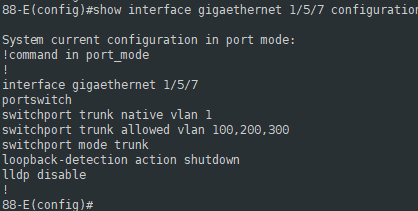 88-E(config)#show interface gigaethernet 1/5/7 configuration
System current configuration in port mode:
!command in port_mode
!
interface gigaethernet 1/5/7
portswitch
switchport trunk native vlan 1
switchport trunk allowed vlan 100,200,300
switchport mode trunk
loopback-detection action shutdown
lldp disable
!
88-E(config)#